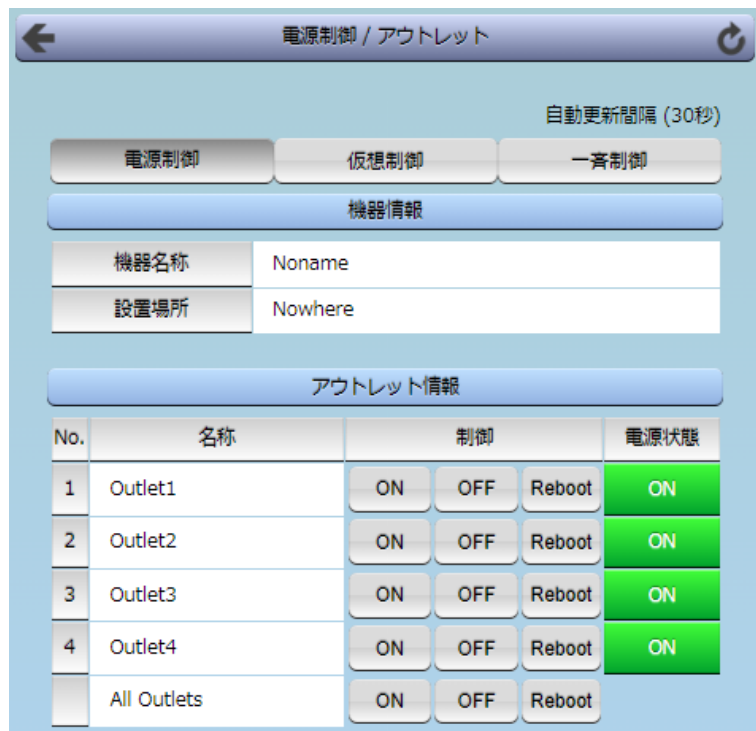 電源制御 / アウトレット
自動更新間隔 (30秒)
電源制御 仮想制御 一斉制御
機器情報
機器名称 Noname
設置場所 Nowhere
アウトレット情報
No. 名称 制御 電源状態
1 Outlet1 ON OFF Reboot ON
2 Outlet2 ON OFF Reboot ON
3 Outlet3 ON OFF Reboot ON
4 Outlet4 ON OFF Reboot ON
All Outlets ON OFF Reboot